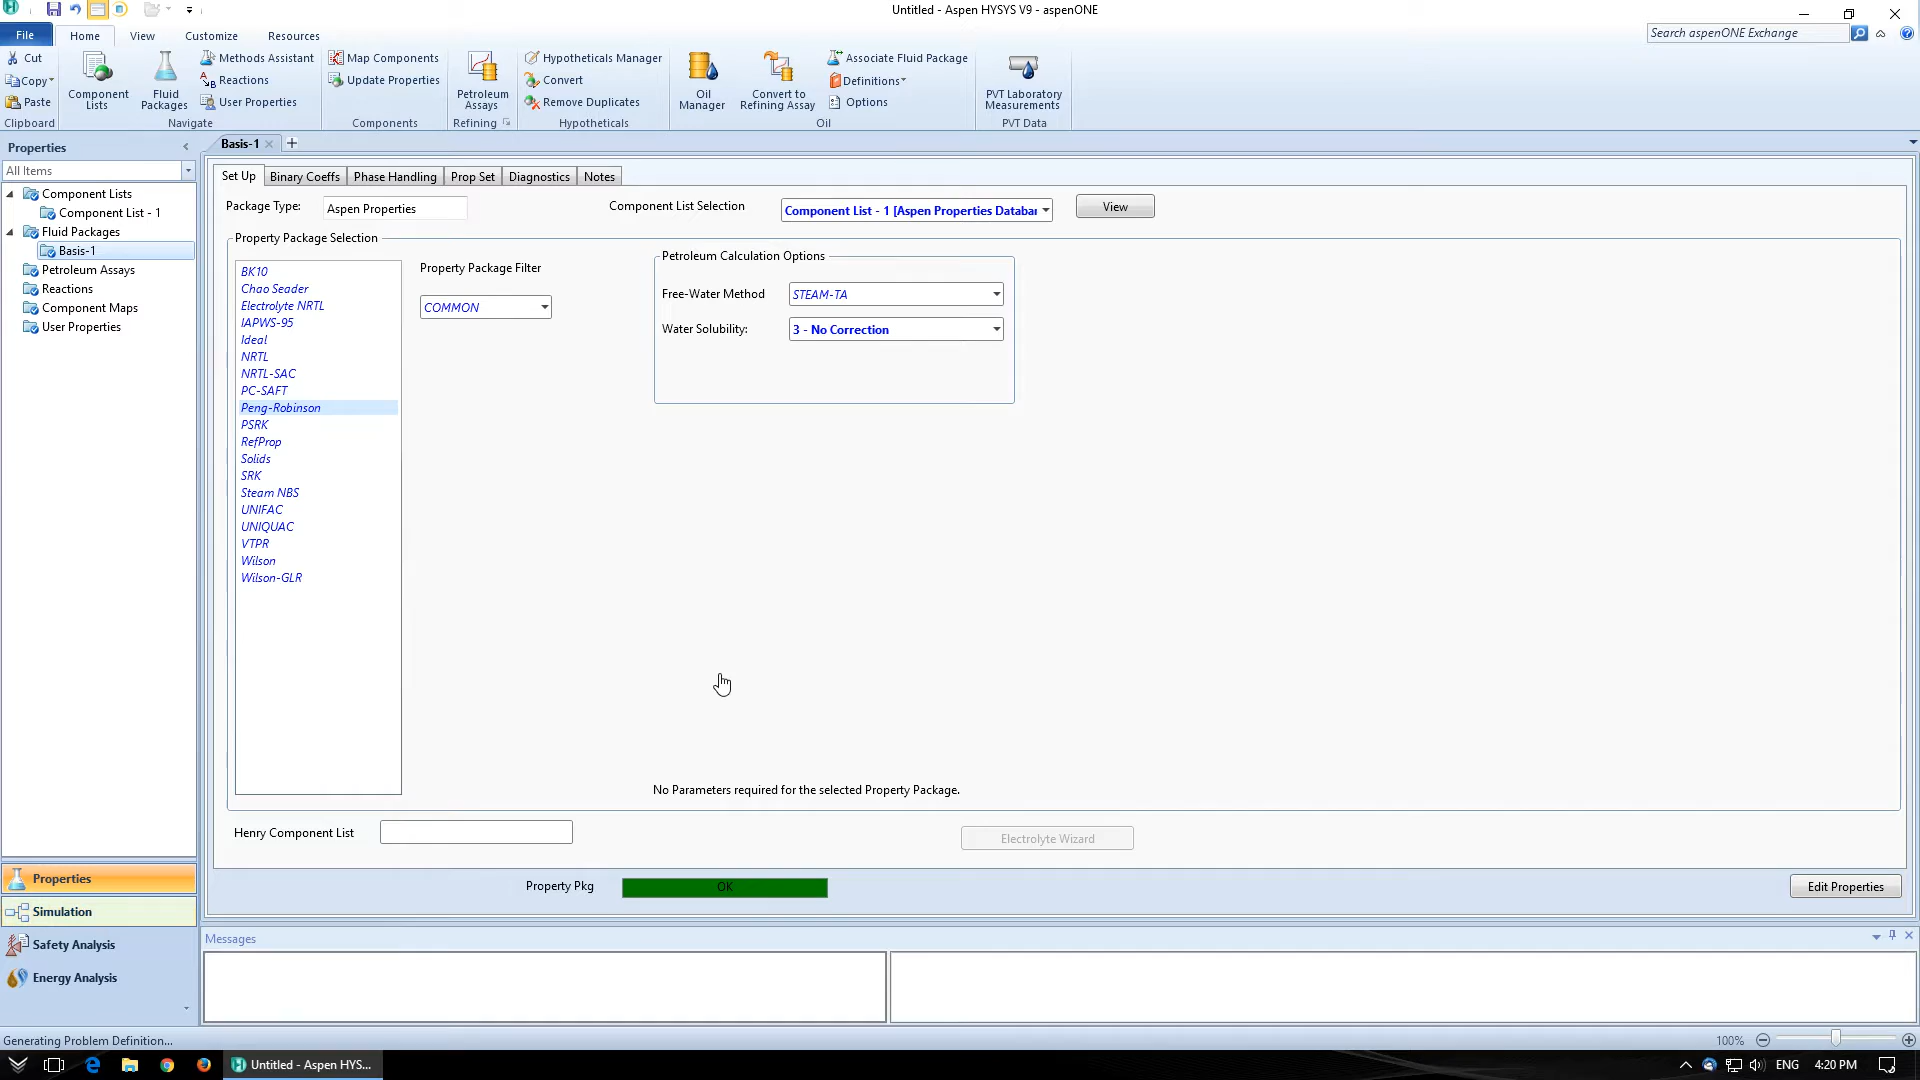 Untitled - Aspen HYSYS V9 - aspenONE
File
Home
View
Customize
Resources
Search aspenONE Exchange
Cut
Copy
Paste
Clipboard
Component Lists
Fluid Packages
Methods Assistant
Reactions
User Properties
Navigate
Map Components
Update Properties
Components
Petroleum Assays
Refining
Hypotheticals Manager
Convert
Remove Duplicates
Hypotheticals
Oil Manager
Convert to Refining Assay
Associate Fluid Package
Definitions
Options
Oil
PVT Laboratory Measurements
PVT Data
Properties
All Items
Component Lists
Component List - 1
Fluid Packages
Basis-1
Petroleum Assays
Reactions
Component Maps
User Properties
Basis-1
Set Up
Binary Coeffs
Phase Handling
Prop Set
Diagnostics
Notes
Package Type:
Aspen Properties
Component List Selection
Component List - 1 [Aspen Properties Databa
View
Property Package Selection
BK10
Chao Seader
Electrolyte NRTL
IAPWS-95
Ideal
NRTL
NRTL-SAC
PC-SAFT
Peng-Robinson
PSRK
RefProp
Solids
SRK
Steam NBS
UNIFAC
UNIQUAC
VTPR
Wilson
Wilson-GLR
Property Package Filter
COMMON
Petroleum Calculation Options
Free-Water Method
STEAM-TA
Water Solubility:
3 - No Correction
No Parameters required for the selected Property Package.
Henry Component List
Electrolyte Wizard
Property Pkg
OK
Edit Properties
Properties
Simulation
Safety Analysis
Energy Analysis
Messages
Generating Problem Definition...
100%
Untitled - Aspen HYS...
ENG
4:20 PM